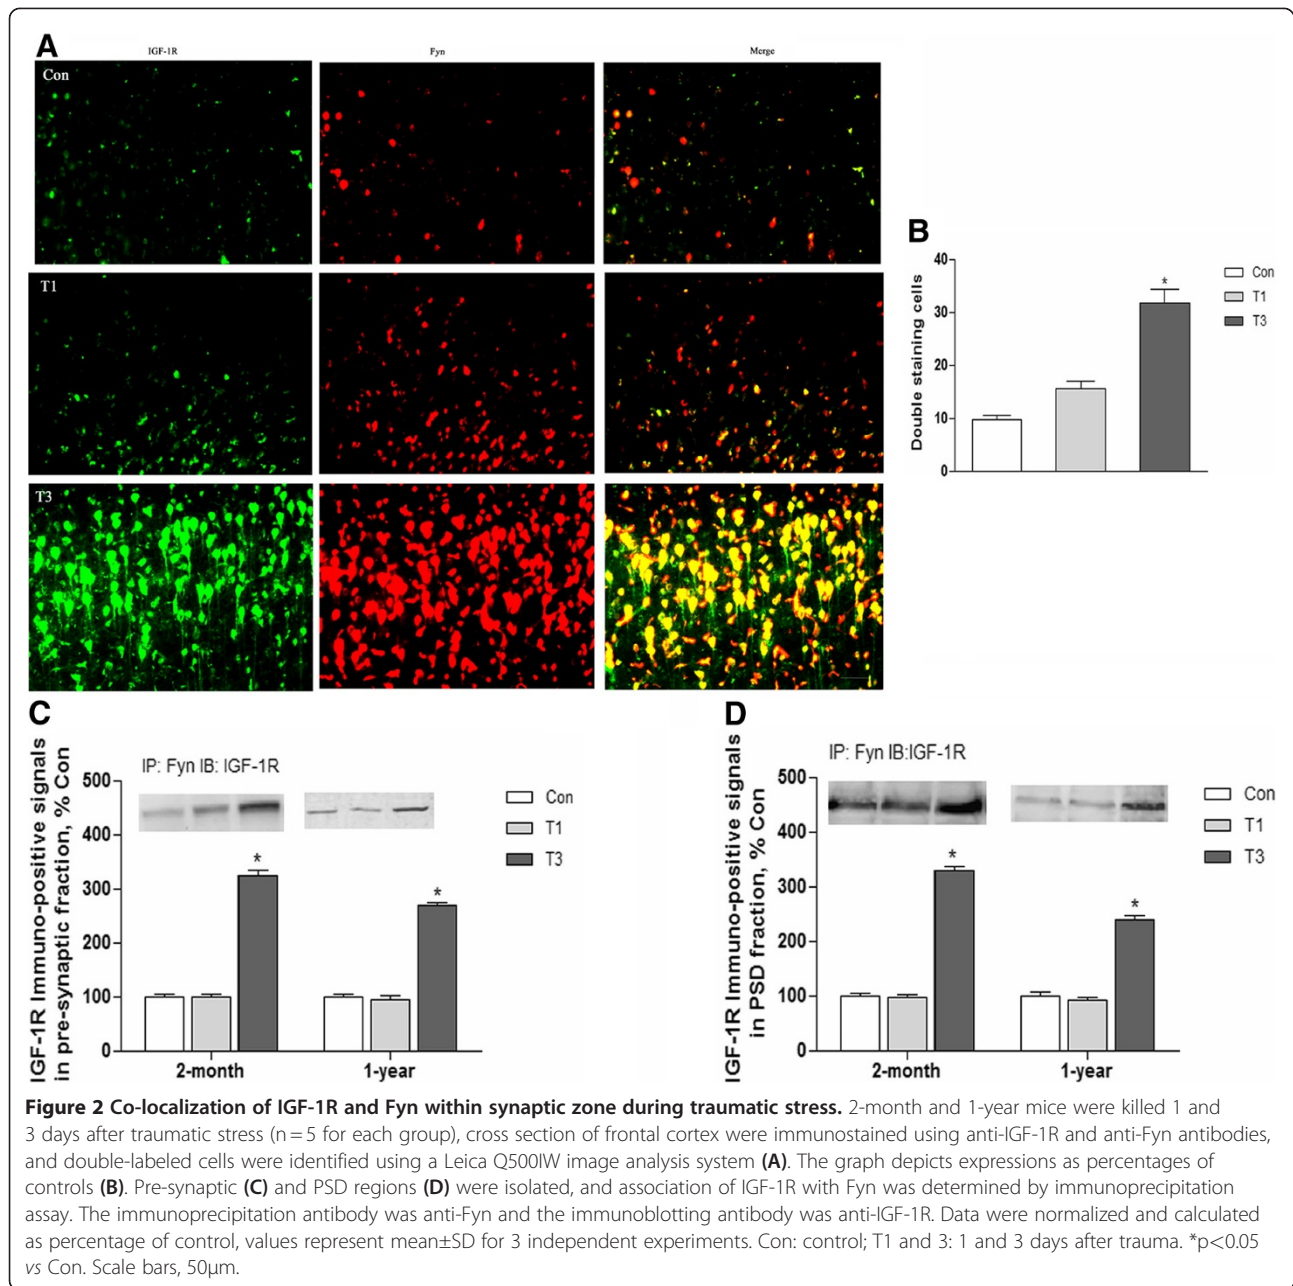 A
IGF-1R
Fyn
Merge
Con
T1
T3
B
Double staining cells
40
30
20
10
0
*
Con
T1
T3
C
IGF-1R Immuno-positive signals
in pre-synaptic fraction, % Con
IP: Fyn IB: IGF-1R
500
400
300
200
100
0
*
*
2-month
1-year
Con
T1
T3
D
IGF-1R Immuno-positive signals
in PSD fraction, % Con
IP: Fyn IB:IGF-1R
500
400
300
200
100
0
*
*
2-month
1-year
Con
T1
T3
Figure 2 Co-localization of IGF-1R and Fyn within synaptic zone during traumatic stress. 2-month and 1-year mice were killed 1 and
3 days after traumatic stress (n = 5 for each group), cross section of frontal cortex were immunostained using anti-IGF-1R and anti-Fyn antibodies,
and double-labeled cells were identified using a Leica Q500IW image analysis system (A). The graph depicts expressions as percentages of
controls (B). Pre-synaptic (C) and PSD regions (D) were isolated, and association of IGF-1R with Fyn was determined by immunoprecipitation
assay. The immunoprecipitation antibody was anti-Fyn and the immunoblotting antibody was anti-IGF-1R. Data were normalized and calculated
as percentage of control, values represent mean±SD for 3 independent experiments. Con: control; T1 and 3: 1 and 3 days after trauma. *p<0.05
vs Con. Scale bars, 50μm.